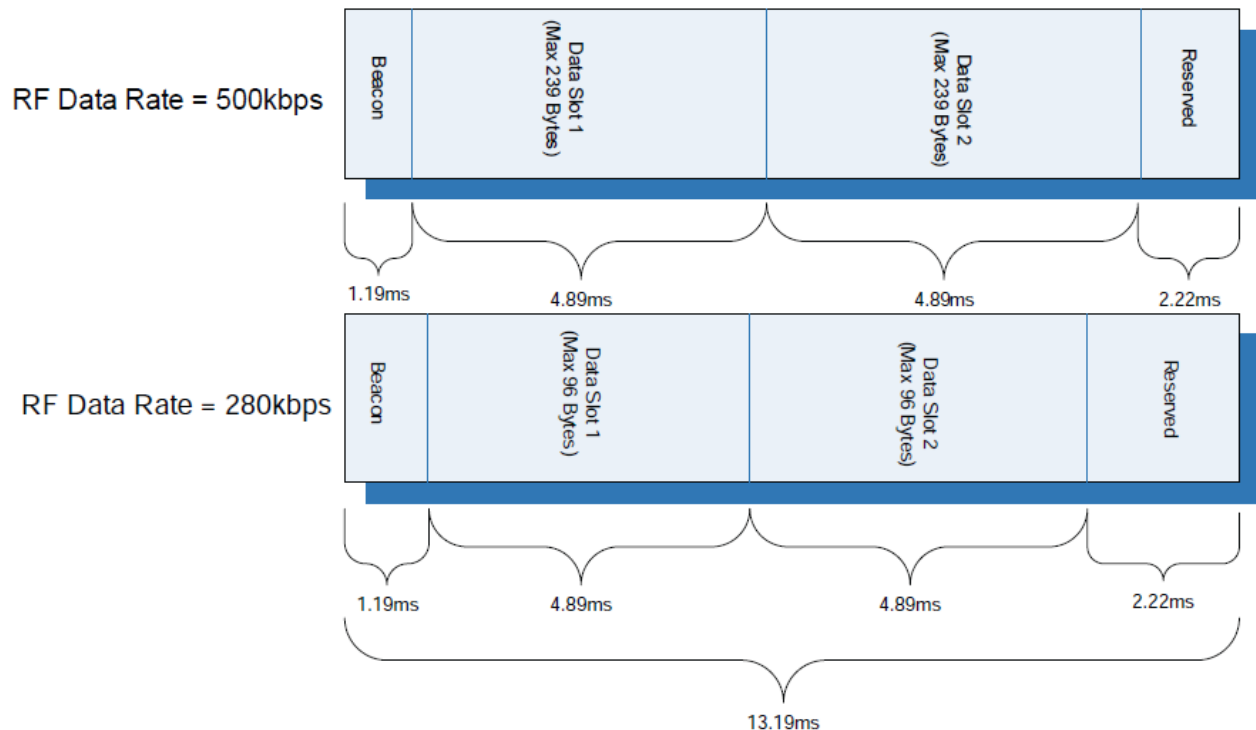 RF Data Rate = 500kbps
Beacon
Data Slot 1
(Max 239 Bytes)
Data Slot 2
(Max 239 Bytes)
Reserved
1.19ms
4.89ms
4.89ms
2.22ms
RF Data Rate = 280kbps
Beacon
Data Slot 1
(Max 96 Bytes)
Data Slot 2
(Max 96 Bytes)
Reserved
1.19ms
4.89ms
4.89ms
2.22ms
13.19ms